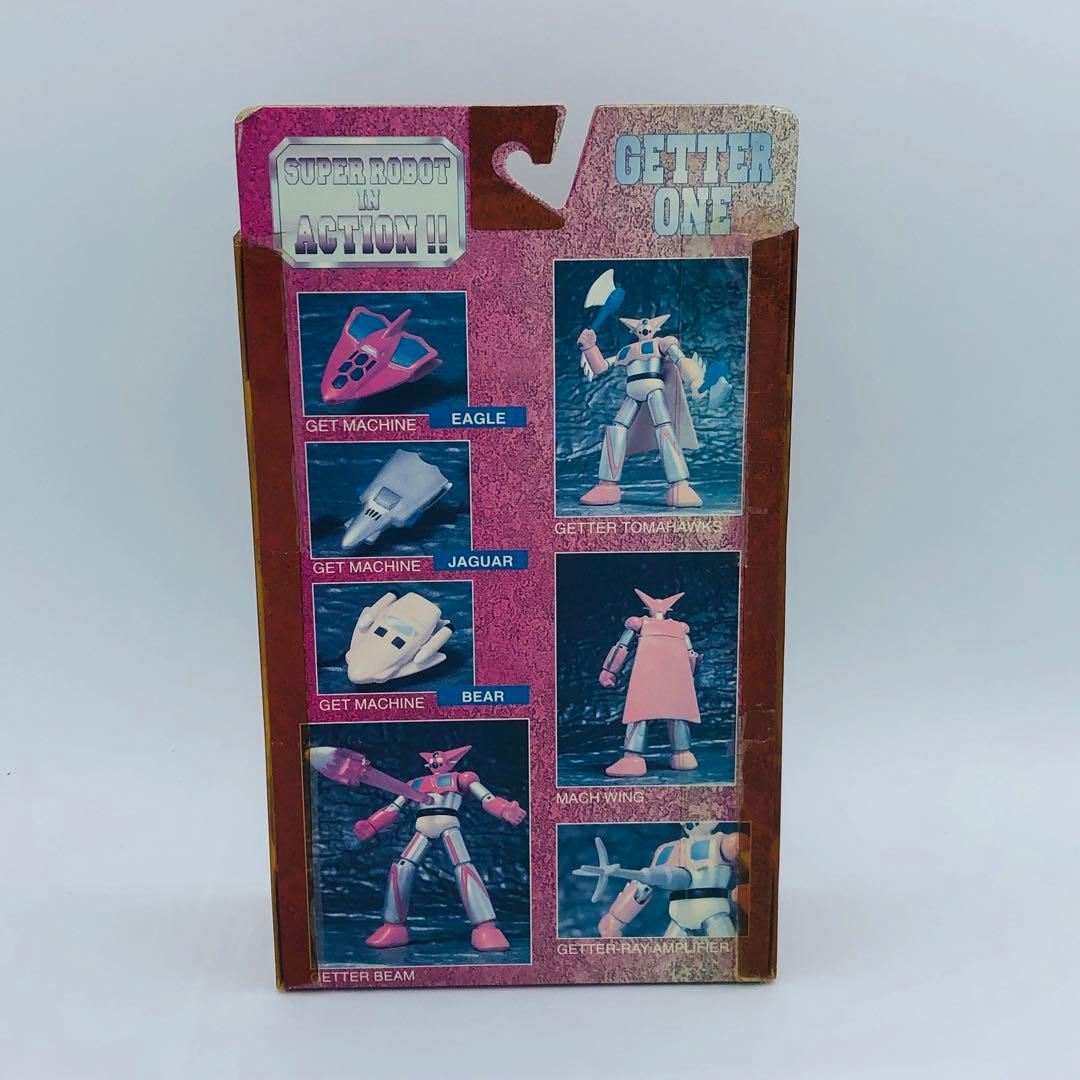 SUPER ROBOT
IN
ACTION !!
GETTER
ONE
GET MACHINE EAGLE
GET MACHINE JAGUAR
GET MACHINE BEAR
GETTER BEAM
GETTER TOMAHAWKS
MACH WING
GETTER-RAY AMPLIFIER